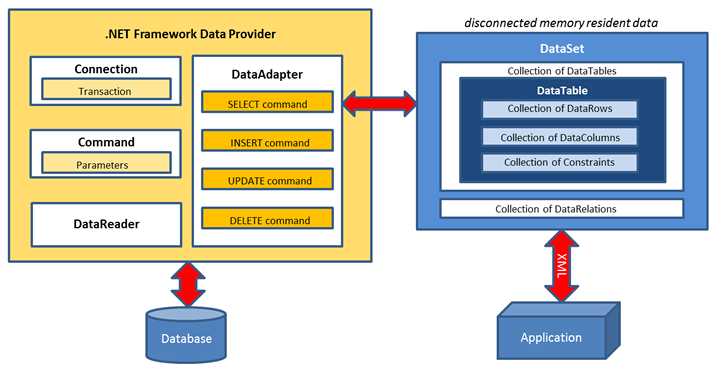 .NET Framework Data Provider
Connection
Transaction
Command
Parameters
DataReader
DataAdapter
SELECT command
INSERT command
UPDATE command
DELETE command
Database
disconnected memory resident data
DataSet
Collection of DataTables
DataTable
Collection of DataRows
Collection of DataColumns
Collection of Constraints
Collection of DataRelations
XML
Application